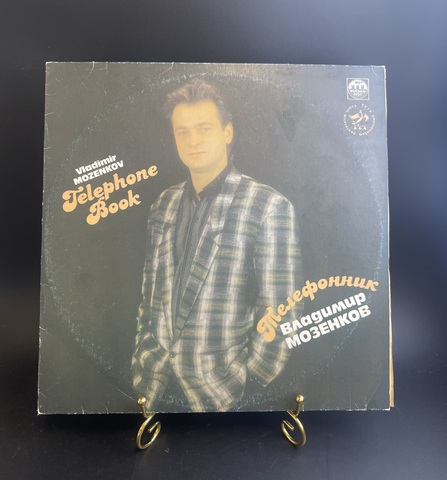 Vladimir
MOZENKOV
Telephone
Book
Телефонник
Владимир
МОЗЕНКОВ